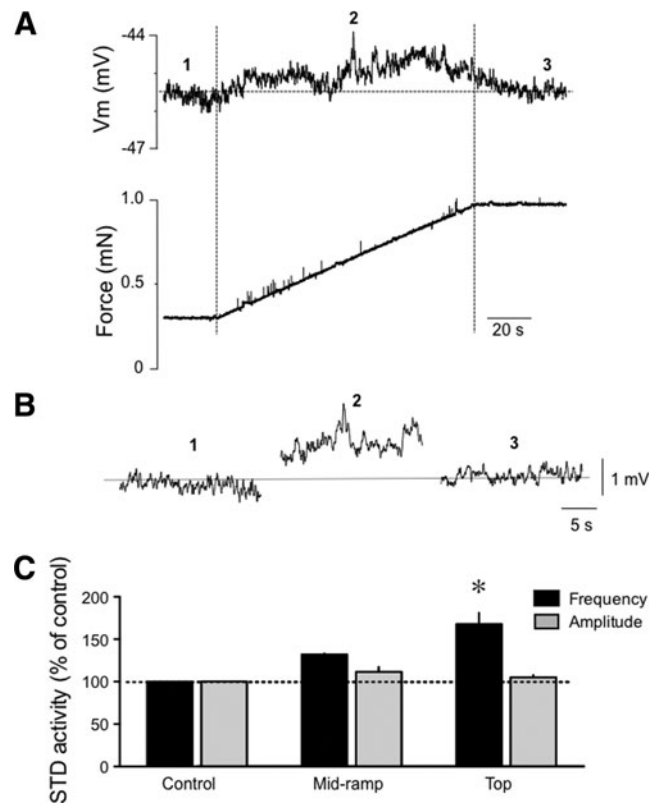 A
-44
2
1
3
Vm (mV)
-47
1.0
Force (mN)
0.5
20 s
0
B
2
1
3
1 mV
5 s
C
STD activity (% of control)
200
*
Frequency
Amplitude
150
100
50
0
Control
Mid-ramp
Top